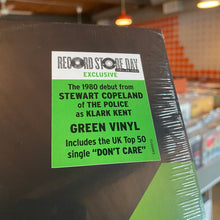 RECORD STORE DAY
EXCLUSIVE
The 1980 debut from
STEWART COPELAND
of THE POLICE
as KLARK KENT
GREEN VINYL
Includes the UK Top 50
single "DON'T CARE"